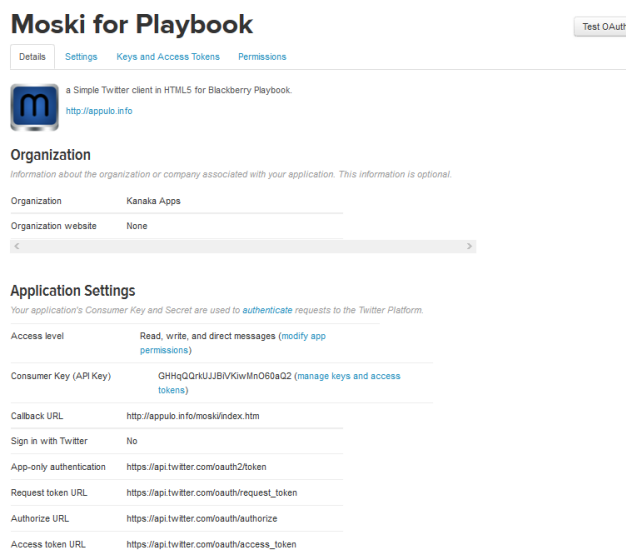 Moski for Playbook
Test OAuth
Details Settings Keys and Access Tokens Permissions
m
a Simple Twitter client in HTML5 for Blackberry Playbook.
http://appulo.info
Organization
Information about the organization or company associated with your application. This information is optional.
Organization Kanaka Apps
Organization website None
Application Settings
Your application's Consumer Key and Secret are used to authenticate requests to the Twitter Platform.
Access level Read, write, and direct messages (modify app
permissions)
Consumer Key (API Key) GHHqQQrkUJJBiVKiwMnO60aQ2 (manage keys and access
tokens)
Callback URL http://appulo.info/moski/index.htm
Sign in with Twitter No
App-only authentication https://api.twitter.com/oauth2/token
Request token URL https://api.twitter.com/oauth/request_token
Authorize URL https://api.twitter.com/oauth/authorize
Access token URL https://api.twitter.com/oauth/access_token